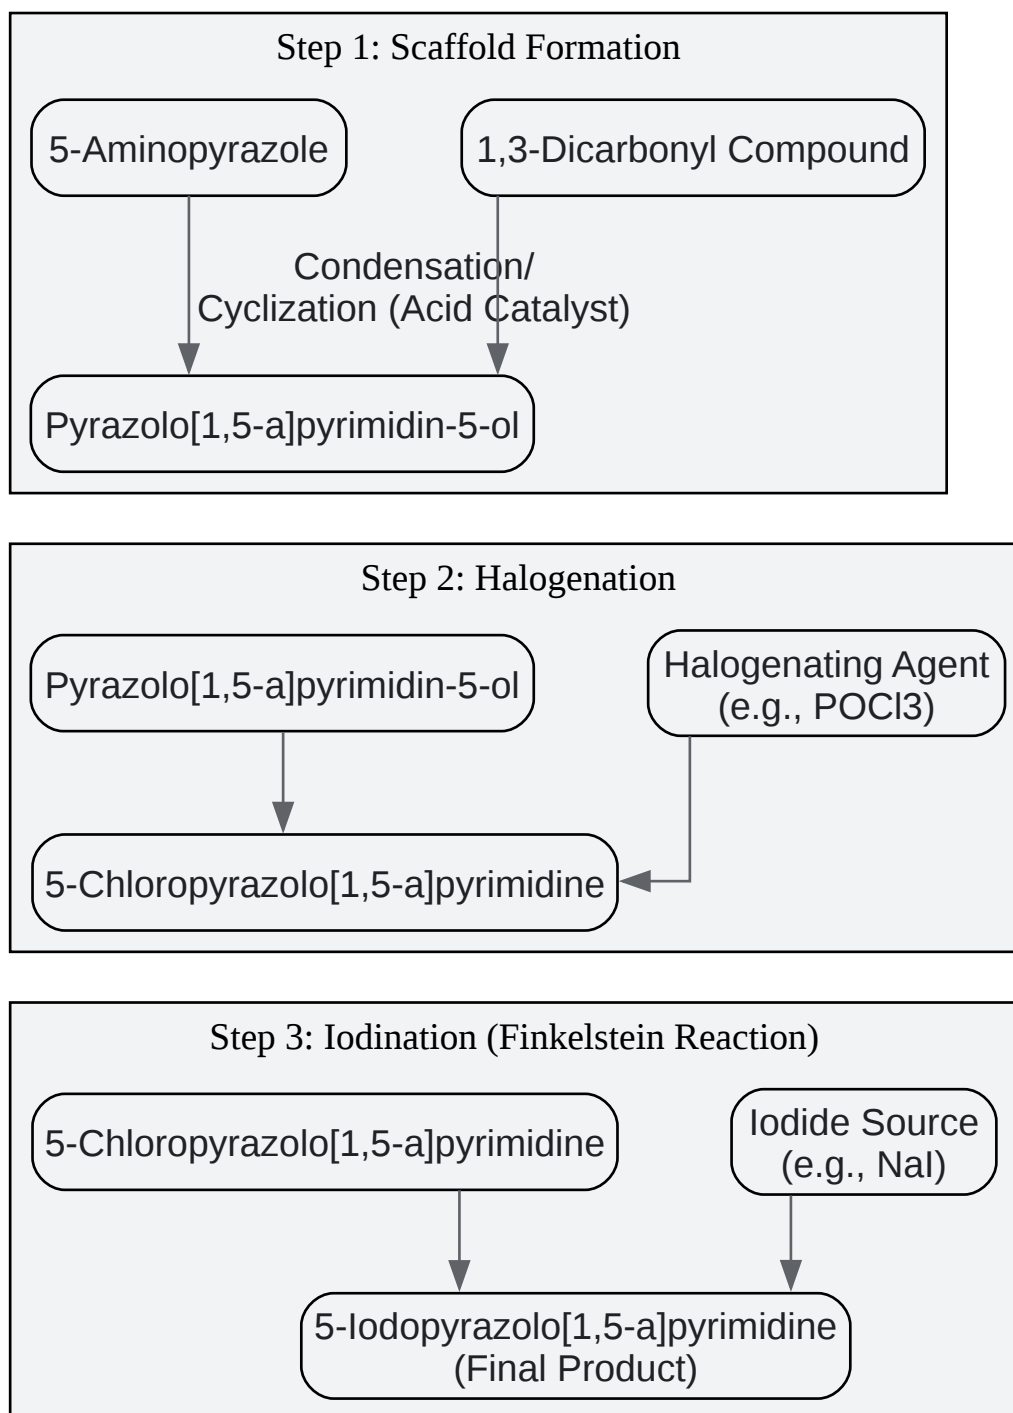 Step 1: Scaffold Formation
5-Aminopyrazole
1,3-Dicarbonyl Compound
Condensation/
Cyclization (Acid Catalyst)
Pyrazolo[1,5-a]pyrimidin-5-ol
Step 2: Halogenation
Pyrazolo[1,5-a]pyrimidin-5-ol
Halogenating Agent
(e.g., POCl3)
5-Chloropyrazolo[1,5-a]pyrimidine
Step 3: Iodination (Finkelstein Reaction)
5-Chloropyrazolo[1,5-a]pyrimidine
Iodide Source
(e.g., NaI)
5-Iodopyrazolo[1,5-a]pyrimidine
(Final Product)